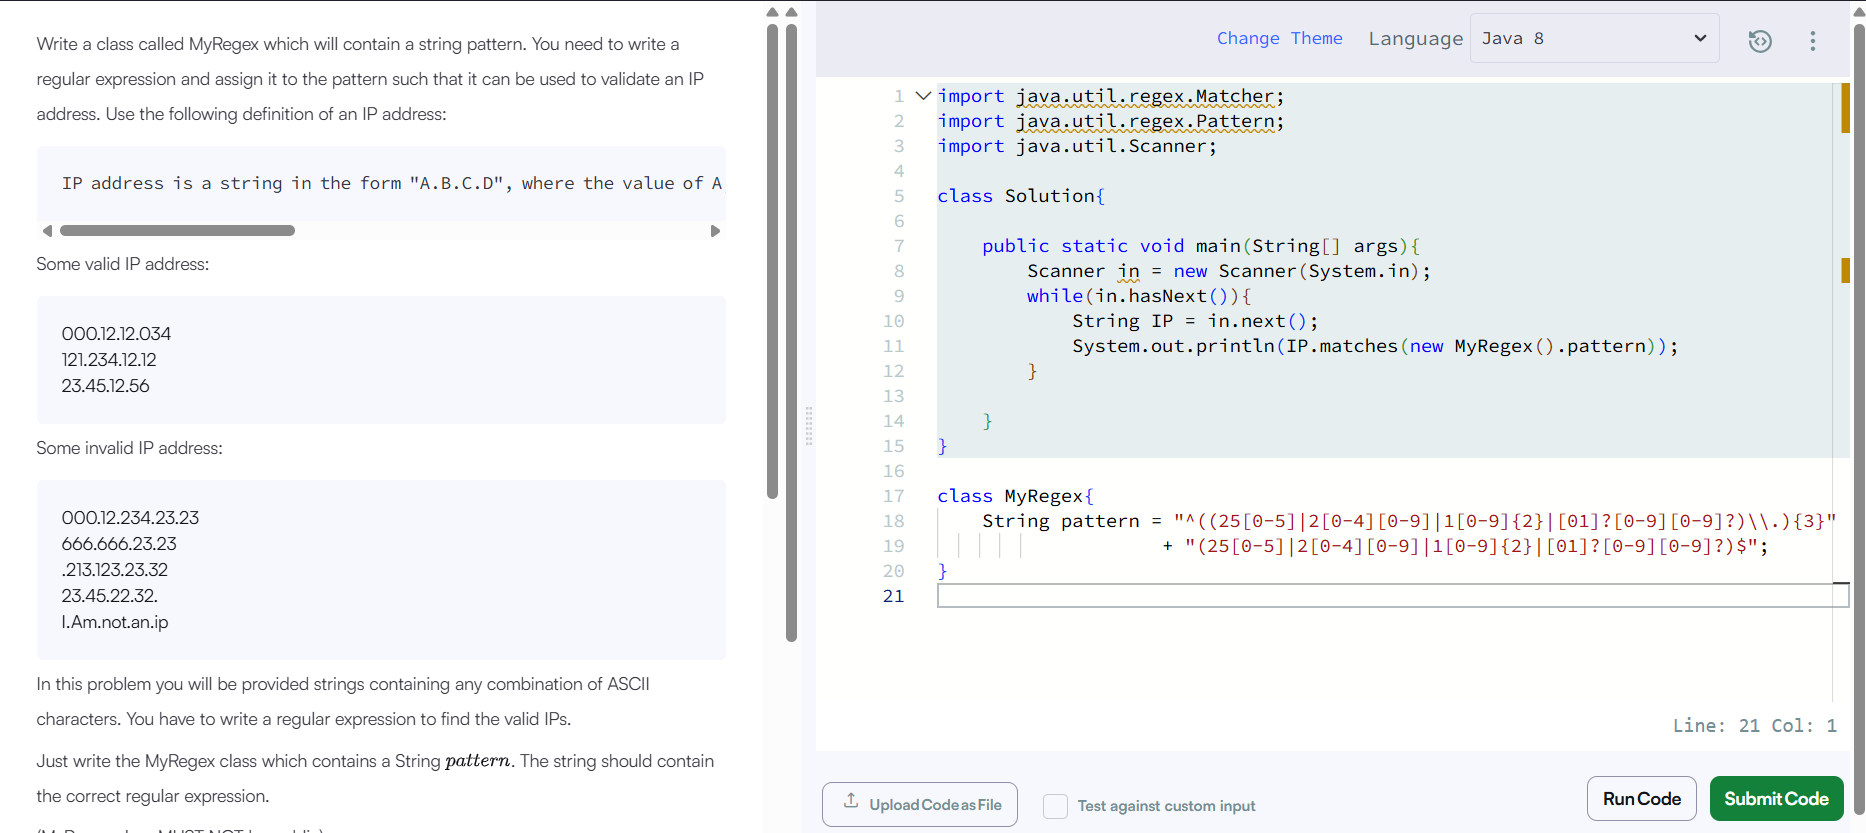 Write a class called MyRegex which will contain a string pattern. You need to write a
regular expression and assign it to the pattern such that it can be used to validate an IP
address. Use the following definition of an IP address:
IP address is a string in the form "A.B.C.D", where the value of A
Some valid IP address:
000.12.12.034
121.234.12.12
23.45.12.56
Some invalid IP address:
000.12.234.23.23
666.666.23.23
.213.123.23.32
23.45.22.32.
I.Am.not.an.ip
In this problem you will be provided strings containing any combination of ASCII
characters. You have to write a regular expression to find the valid IPs.
Just write the MyRegex class which contains a String pattern. The string should contain
the correct regular expression.
Change Theme Language Java 8
1 import java.util.regex.Matcher;
2 import java.util.regex.Pattern;
3 import java.util.Scanner;
4
5 class Solution{
6
7 public static void main(String[] args){
8 Scanner in = new Scanner(System.in);
9 while(in.hasNext()){
10 String IP = in.next();
11 System.out.println(IP.matches(new MyRegex().pattern));
12 }
13
14 }
15 }
16
17 class MyRegex{
18 String pattern = "^((25[0-5]|2[0-4][0-9]|1[0-9]{2}|[01]?[0-9][0-9]?)\\.){3}"
19 + "(25[0-5]|2[0-4][0-9]|1[0-9]{2}|[01]?[0-9][0-9]?)$";
20 }
21
Line: 21 Col: 1
Upload Code as File
Test against custom input
Run Code
Submit Code